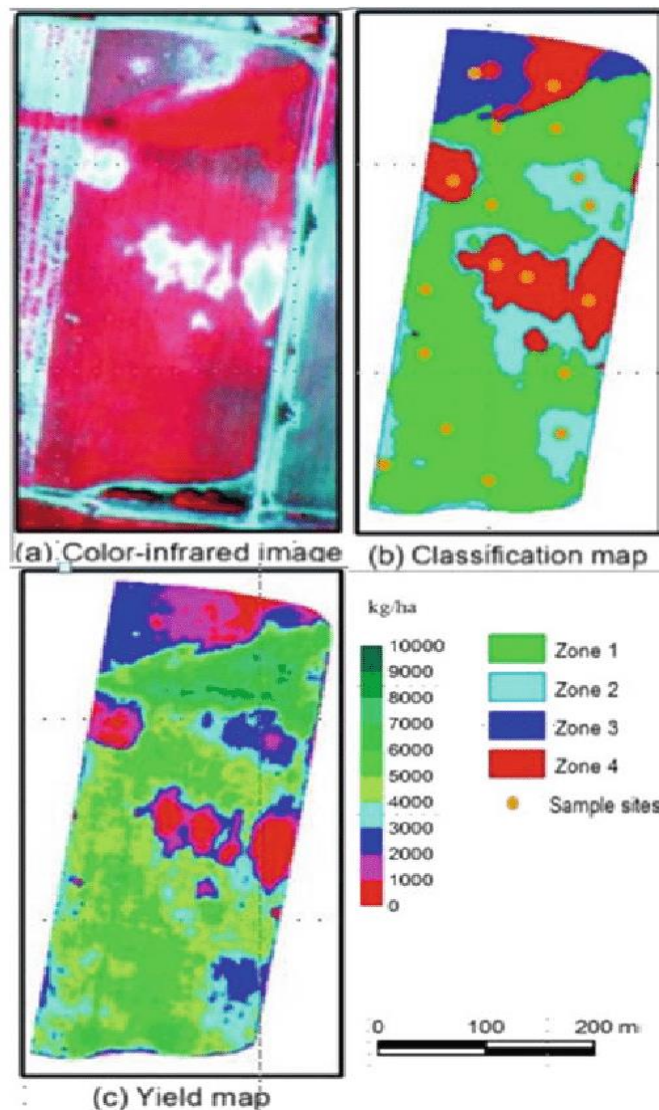 (a) Color-infrared image
(b) Classification map
kg/ha
10000
9000
8000
7000
6000
5000
4000
3000
2000
1000
0
Zone 1
Zone 2
Zone 3
Zone 4
Sample sites
0 100 200 m
(c) Yield map